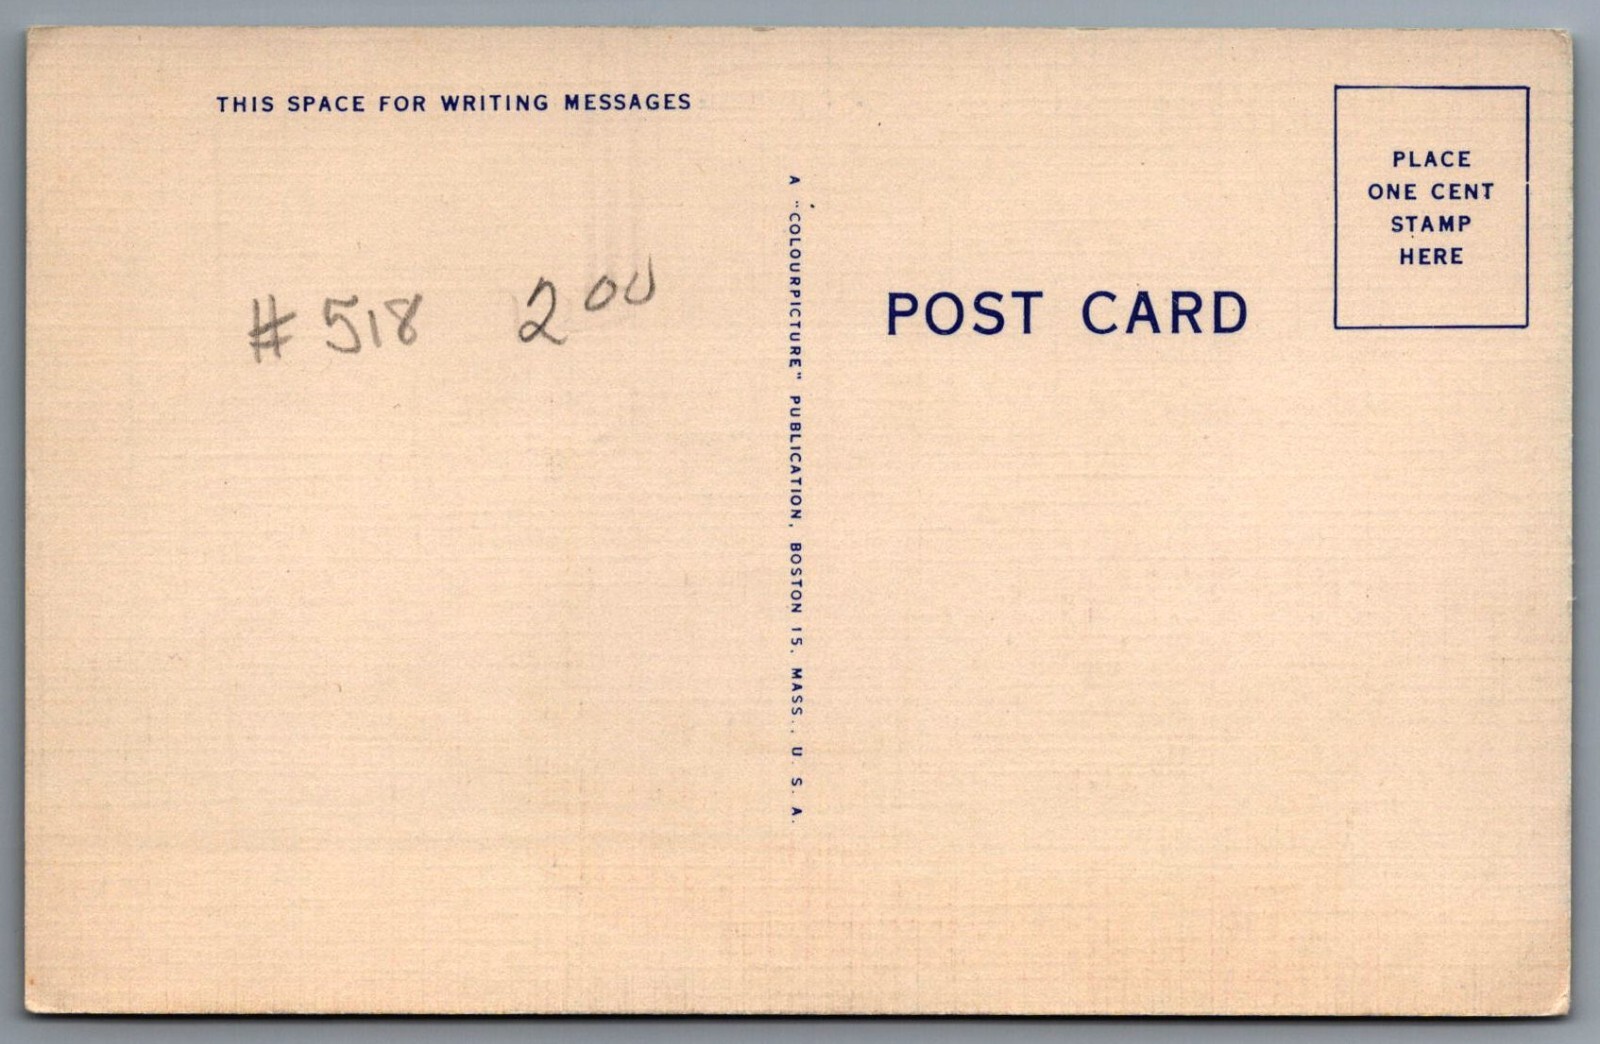 THIS SPACE FOR WRITING MESSAGES
# 518 2 00
A "COLOURPICTURE" PUBLICATION, BOSTON 15, MASS., U. S. A.
POST CARD
PLACE
ONE CENT
STAMP
HERE